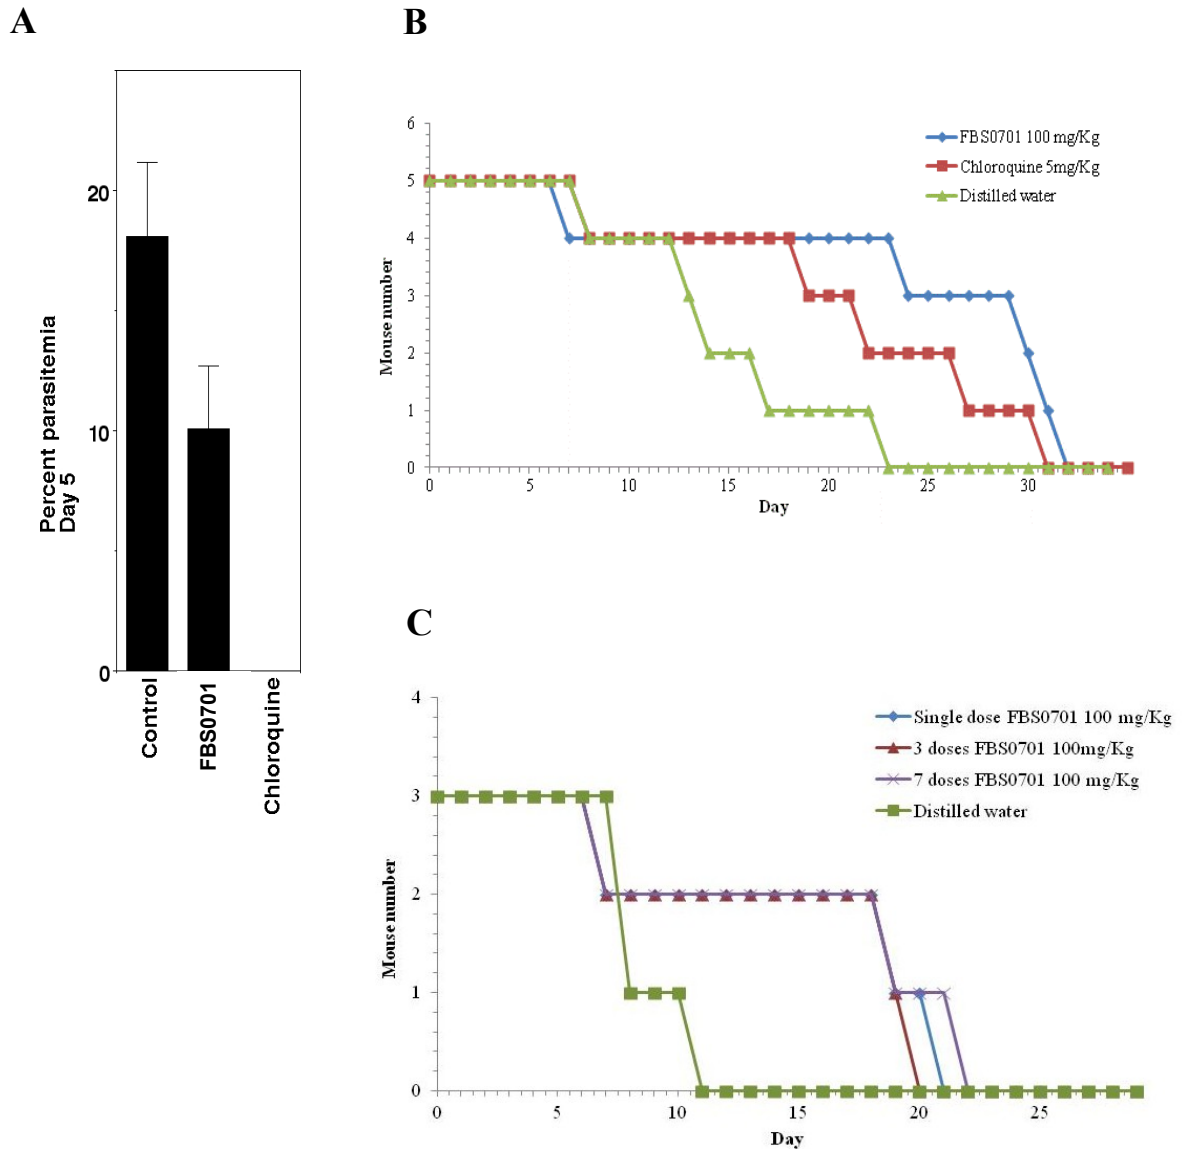 A
20
10
0
Percent parasitemia
Day 5
Control
FBS0701
Chloroquine
B
6
5
4
3
2
1
0
Mouse number
0 5 10 15 20 25 30
Day
FBS0701 100 mg/Kg
Chloroquine 5mg/Kg
Distilled water
C
4
3
2
1
0
Mouse number
0 5 10 15 20 25
Day
Single dose FBS0701 100 mg/Kg
3 doses FBS0701 100mg/Kg
7 doses FBS0701 100 mg/Kg
Distilled water